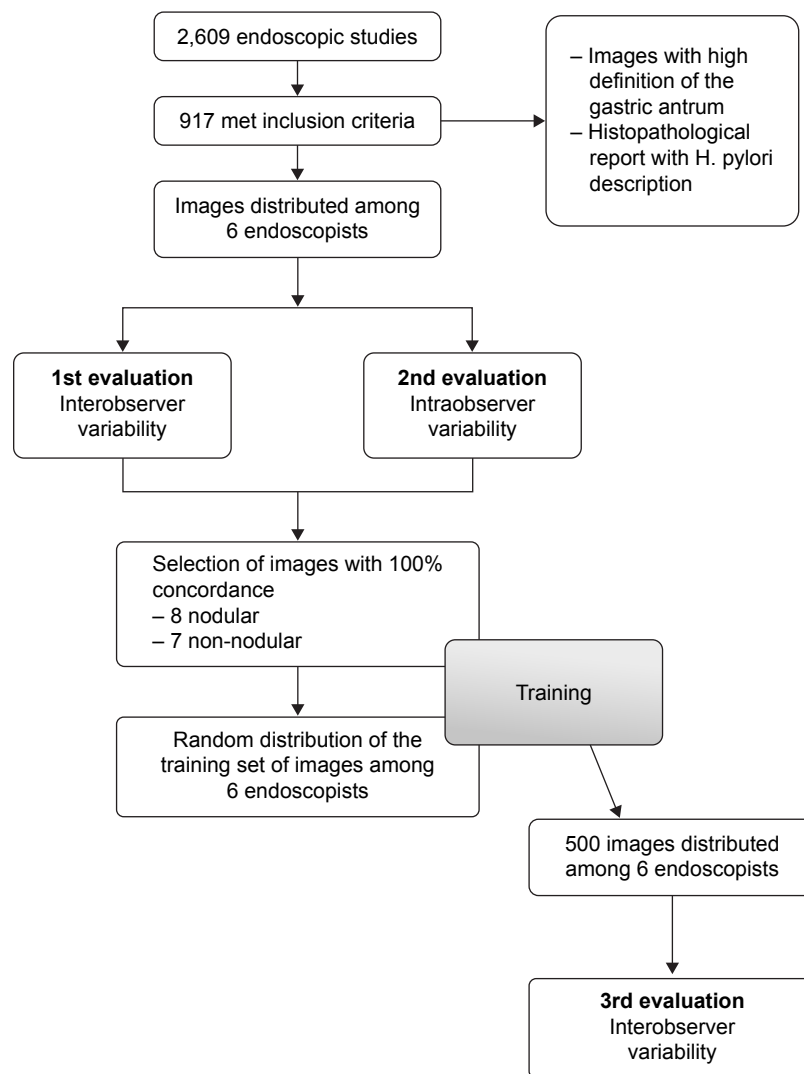 2,609 endoscopic studies
– Images with high
definition of the
gastric antrum
– Histopathological
report with H. pylori
description
917 met inclusion criteria
Images distributed among
6 endoscopists
1st evaluation
Interobserver
variability
2nd evaluation
Intraobserver
variability
Selection of images with 100%
concordance
– 8 nodular
– 7 non-nodular
Training
Random distribution of the
training set of images among
6 endoscopists
500 images distributed
among 6 endoscopists
3rd evaluation
Interobserver
variability